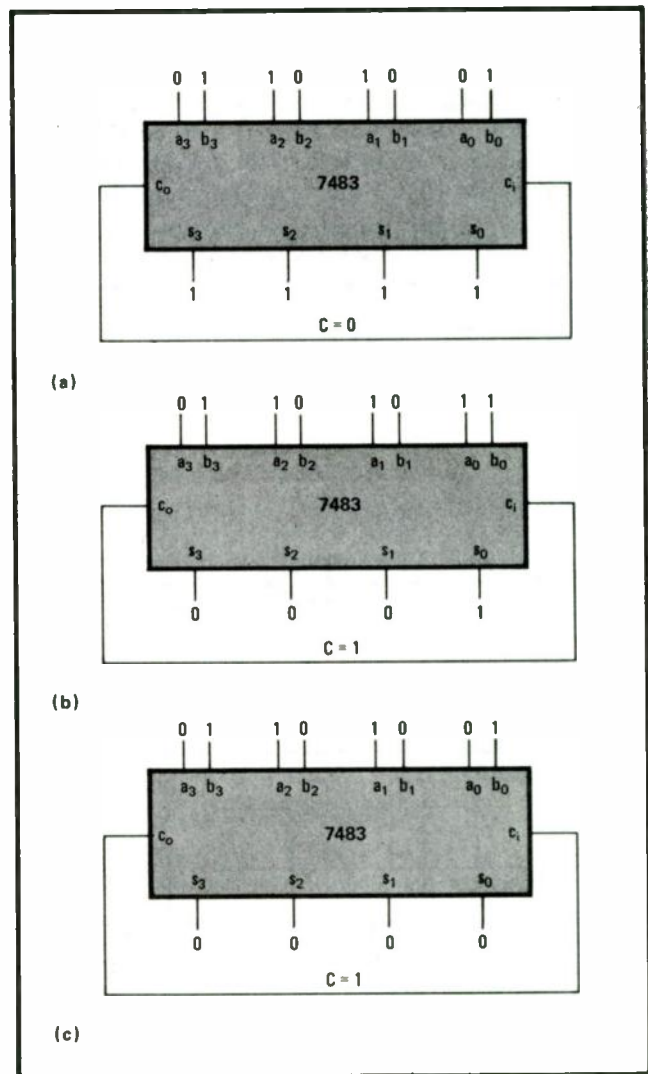 0 1 1 0 1 0 0 1
a3 b3 a2 b2 a1 b1 a0 b0
co 7483 ci
s3 s2 s1 s0
1 1 1 1
C = 0
(a)
0 1 1 0 1 0 1 1
a3 b3 a2 b2 a1 b1 a0 b0
co 7483 ci
s3 s2 s1 s0
0 0 0 1
C = 1
(b)
0 1 1 0 1 0 0 1
a3 b3 a2 b2 a1 b1 a0 b0
co 7483 ci
s3 s2 s1 s0
0 0 0 0
C = 1
(c)